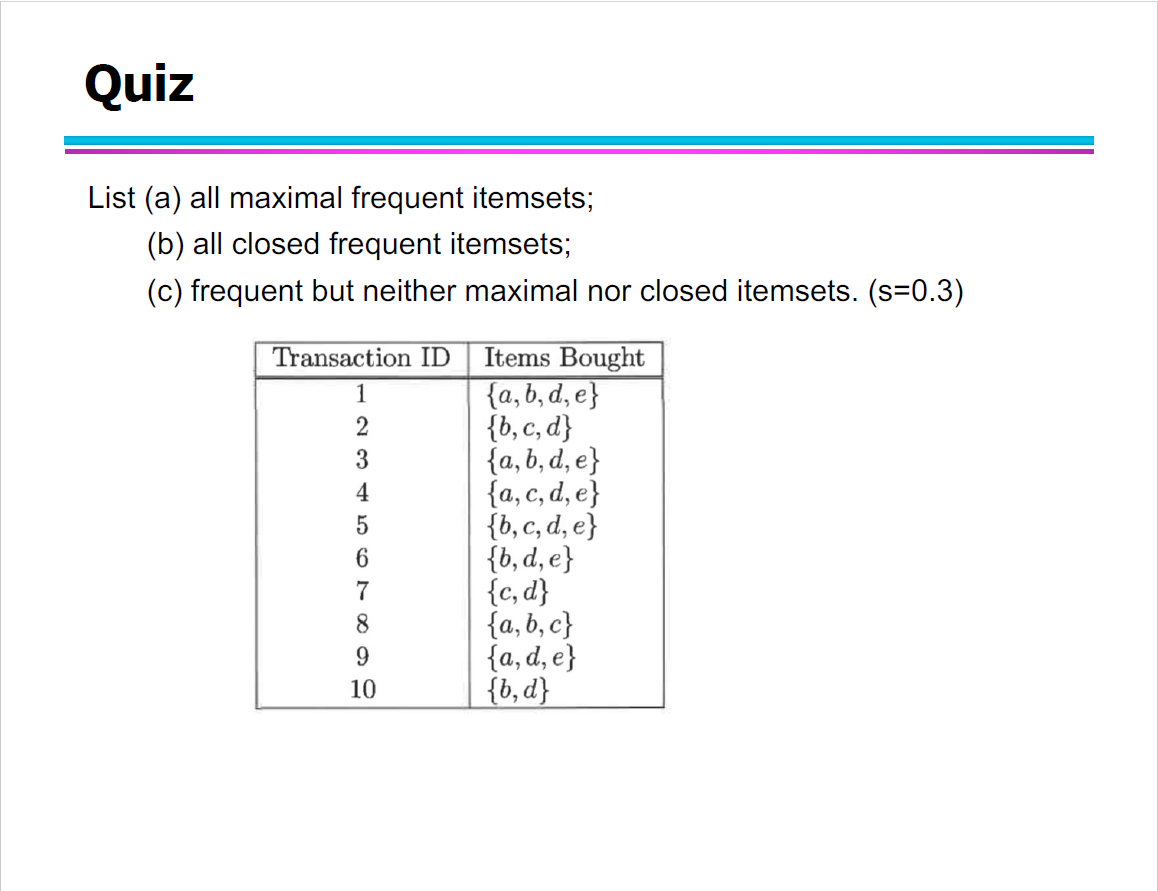 Quiz
List (a) all maximal frequent itemsets;
(b) all closed frequent itemsets;
(c) frequent but neither maximal nor closed itemsets. (s=0.3)
Transaction ID Items Bought
1 {a, b, d, e}
2 {b, c, d}
3 {a, b, d, e}
4 {a, c, d, e}
5 {b, c, d, e}
6 {b, d, e}
7 {c, d}
8 {a, b, c}
9 {a, d, e}
10 {b, d}